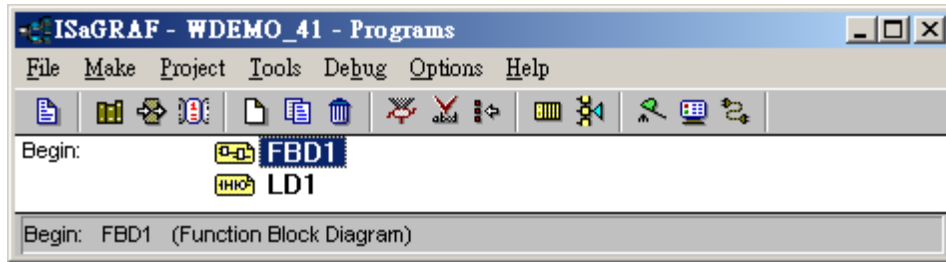 ISaGRAF - WDEMO_41 - Programs
File Make Project Tools Debug Options Help
Begin: FBD1
LD1
Begin: FBD1 (Function Block Diagram)